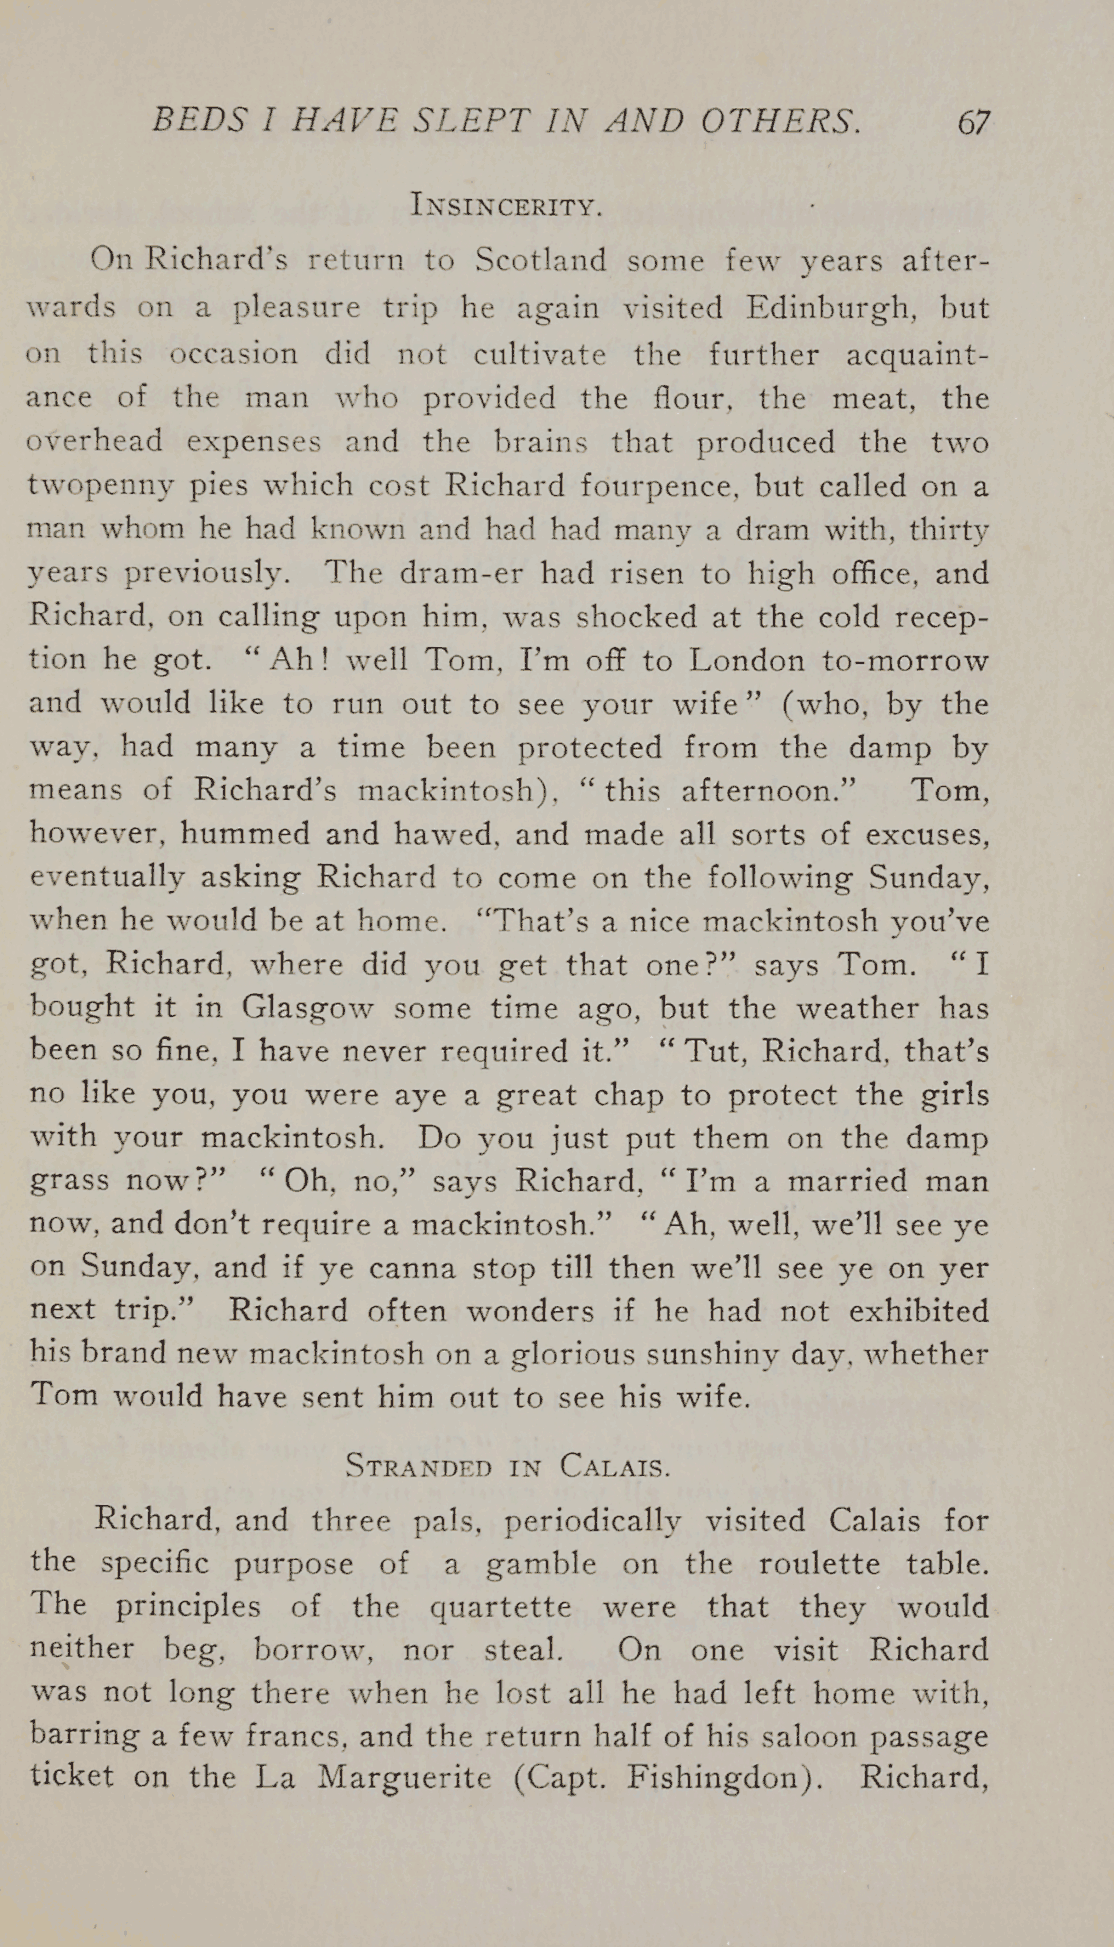 BEDS I HAVE SLEPT IN AND OTHERS. 67
INSINCERITY.
On Richard's return to Scotland some few years after-
wards on a pleasure trip he again visited Edinburgh, but
on this occasion did not cultivate the further acquaint-
ance of the man who provided the flour, the meat, the
overhead expenses and the brains that produced the two
twopenny pies which cost Richard fourpence, but called on a
man whom he had known and had had many a dram with, thirty
years previously. The dram-er had risen to high office, and
Richard, on calling upon him, was shocked at the cold recep-
tion he got. “ Ah! well Tom, I'm off to London to-morrow
and would like to run out to see your wife ” (who, by the
way, had many a time been protected from the damp by
means of Richard's mackintosh), “ this afternoon.” Tom,
however, hummed and hawed, and made all sorts of excuses,
eventually asking Richard to come on the following Sunday,
when he would be at home. “That's a nice mackintosh you've
got, Richard, where did you get that one?” says Tom. “ I
bought it in Glasgow some time ago, but the weather has
been so fine, I have never required it.” “ Tut, Richard, that's
no like you, you were aye a great chap to protect the girls
with your mackintosh. Do you just put them on the damp
grass now?” “ Oh, no,” says Richard, “ I'm a married man
now, and don't require a mackintosh.” “ Ah, well, we'll see ye
on Sunday, and if ye canna stop till then we'll see ye on yer
next trip.” Richard often wonders if he had not exhibited
his brand new mackintosh on a glorious sunshiny day, whether
Tom would have sent him out to see his wife.
STRANDED IN CALAIS.
Richard, and three pals, periodically visited Calais for
the specific purpose of a gamble on the roulette table.
The principles of the quartette were that they would
neither beg, borrow, nor steal. On one visit Richard
was not long there when he lost all he had left home with,
barring a few francs, and the return half of his saloon passage
ticket on the La Marguerite (Capt. Fishingdon). Richard,